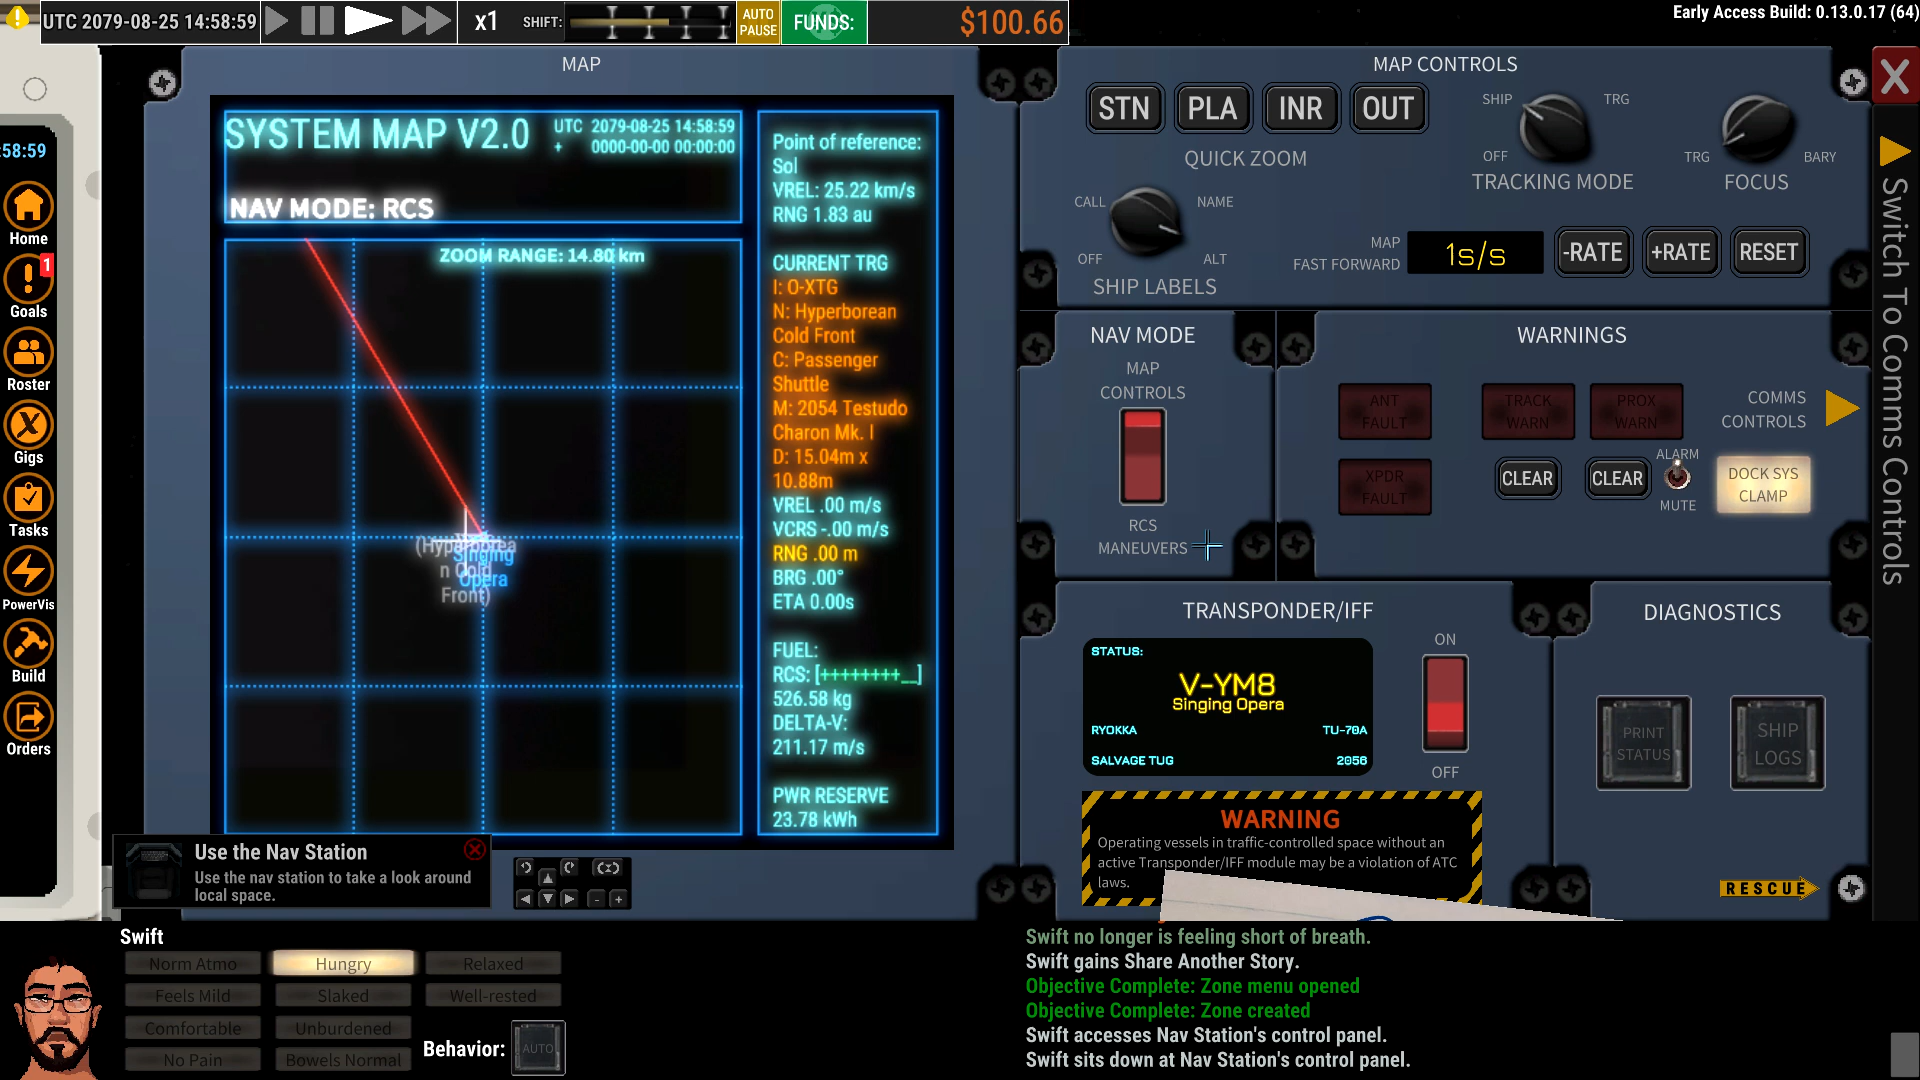 UTC 2079-08-25 14:58:59
x1
SHIFT:
AUTO PAUSE
FUNDS:
$100.66
Early Access Build: 0.13.0.17 (64)
:58:59
Home
1
Goals
Roster
Gigs
Tasks
PowerVis
Build
Orders
MAP
SYSTEM MAP V2.0
UTC 2079-08-25 14:58:59
+ 0000-00-00 00:00:00
NAV MODE: RCS
ZOOM RANGE: 14.80 km
(Hyperborea
n Cold
Front)
Singing
Opera
Point of reference:
Sol
VREL: 25.22 km/s
RNG 1.83 au
CURRENT TRG
I: O-XTG
N: Hyperborean
Cold Front
C: Passenger
Shuttle
M: 2054 Testudo
Charon Mk. I
D: 15.04m x
10.88m
VREL .00 m/s
VCRS -.00 m/s
RNG .00 m
BRG .00°
ETA 0.00s
FUEL:
RCS: [++++++++__]
526.58 kg
DELTA-V:
211.17 m/s
PWR RESERVE
23.78 kWh
Use the Nav Station
Use the nav station to take a look around
local space.
MAP CONTROLS
STN
PLA
INR
OUT
QUICK ZOOM
SHIP
TRG
OFF
TRACKING MODE
TRG
BARY
FOCUS
CALL
NAME
OFF
ALT
SHIP LABELS
MAP
FAST FORWARD
1s/s
-RATE
+RATE
RESET
NAV MODE
MAP
CONTROLS
RCS
MANEUVERS
WARNINGS
ANT
FAULT
TRACK
WARN
PROX
WARN
COMMS
CONTROLS
XPDR
FAULT
CLEAR
CLEAR
ALARM
MUTE
DOCK SYS
CLAMP
TRANSPONDER/IFF
STATUS:
V-YM8
Singing Opera
RYOKKA
TU-70A
SALVAGE TUG
2056
ON
OFF
WARNING
Operating vessels in traffic-controlled space without an
active Transponder/IFF module may be a violation of ATC
laws.
DIAGNOSTICS
PRINT
STATUS
SHIP
LOGS
RESCUE
Switch To Comms Controls
Swift
Norm Atmo
Hungry
Relaxed
Feels Mild
Slaked
Well-rested
Comfortable
Unburdened
No Pain
Bowels Normal
Behavior:
AUTO
Swift no longer is feeling short of breath.
Swift gains Share Another Story.
Objective Complete: Zone menu opened
Objective Complete: Zone created
Swift accesses Nav Station's control panel.
Swift sits down at Nav Station's control panel.